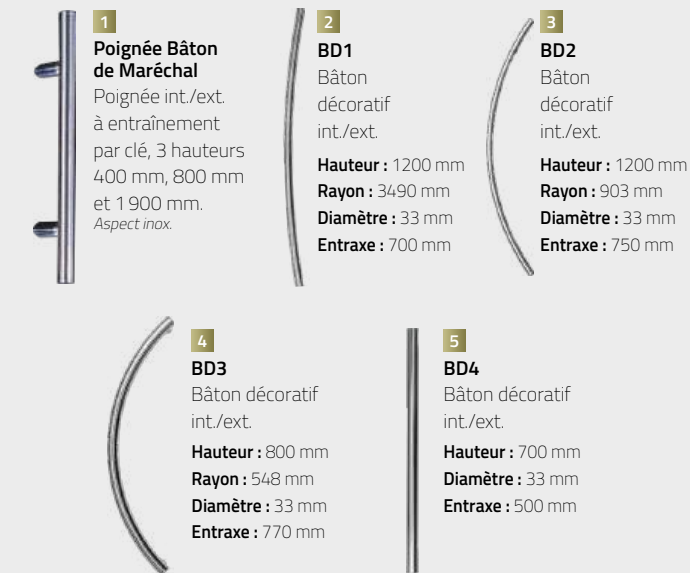 1
Poignée Bâton
de Maréchal
Poignée int./ext.
à entraînement
par clé, 3 hauteurs
400 mm, 800 mm
et 1 900 mm.
Aspect inox.
2
BD1
Bâton
décoratif
int./ext.
Hauteur : 1200 mm
Rayon : 3490 mm
Diamètre : 33 mm
Entraxe : 700 mm
3
BD2
Bâton
décoratif
int./ext.
Hauteur : 1200 mm
Rayon : 903 mm
Diamètre : 33 mm
Entraxe : 750 mm
4
BD3
Bâton décoratif
int./ext.
Hauteur : 800 mm
Rayon : 548 mm
Diamètre : 33 mm
Entraxe : 770 mm
5
BD4
Bâton décoratif
int./ext.
Hauteur : 700 mm
Diamètre : 33 mm
Entraxe : 500 mm